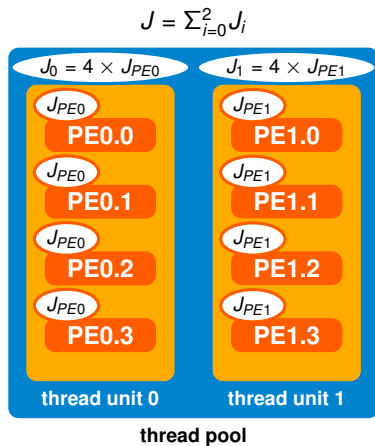 J = Σ²ᵢ₌₀ Jᵢ
J₀ = 4 × J_PE0
J₁ = 4 × J_PE1
J_PE0
PE0.0
J_PE0
PE0.1
J_PE0
PE0.2
J_PE0
PE0.3
thread unit 0
J_PE1
PE1.0
J_PE1
PE1.1
J_PE1
PE1.2
J_PE1
PE1.3
thread unit 1
thread pool